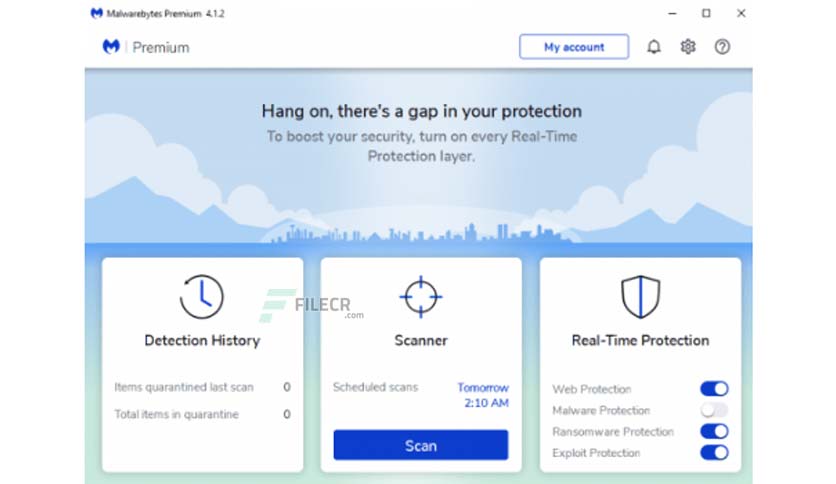 Malwarebytes Premium 4.1.2
Premium
My account
Hang on, there's a gap in your protection
To boost your security, turn on every Real-Time
Protection layer.
FILECR
.com
Detection History
Items quarantined last scan 0
Total items in quarantine 0
Scanner
Scheduled scans Tomorrow
2:10 AM
Scan
Real-Time Protection
Web Protection
Malware Protection
Ransomware Protection
Exploit Protection